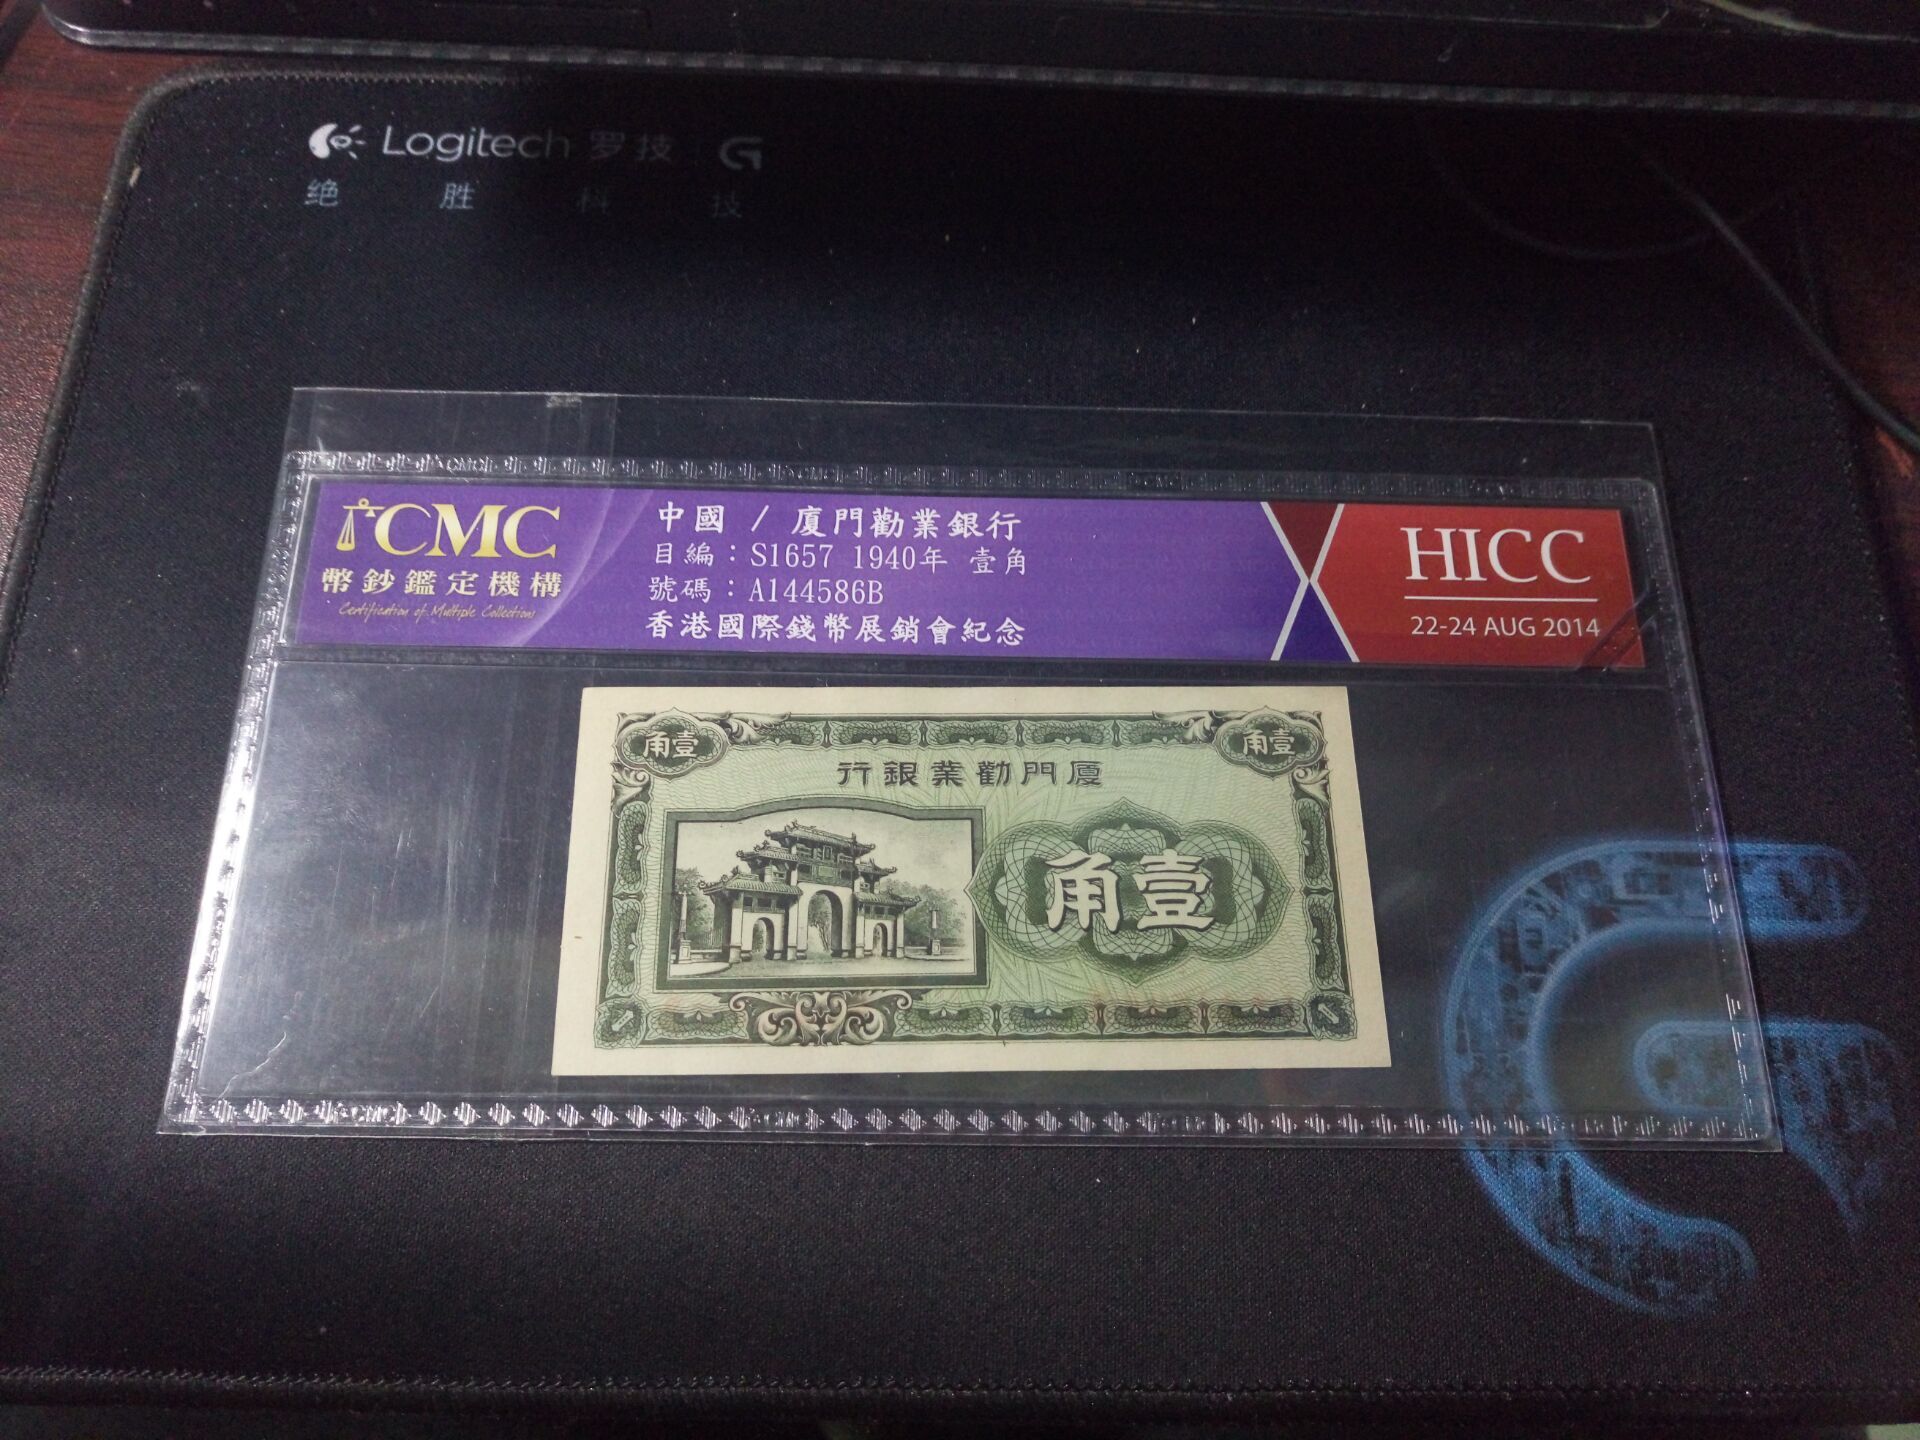 Logitech 罗技 G
绝胜科技
CMC
幣鈔鑑定機構
Certification of Multiple Collections
中國 / 廈門勸業銀行
目編：S1657 1940年 壹角
號碼：A144586B
香港國際錢幣展銷會紀念
HICC
22-24 AUG 2014
角壹
角壹
行銀業勸門厦
角壹